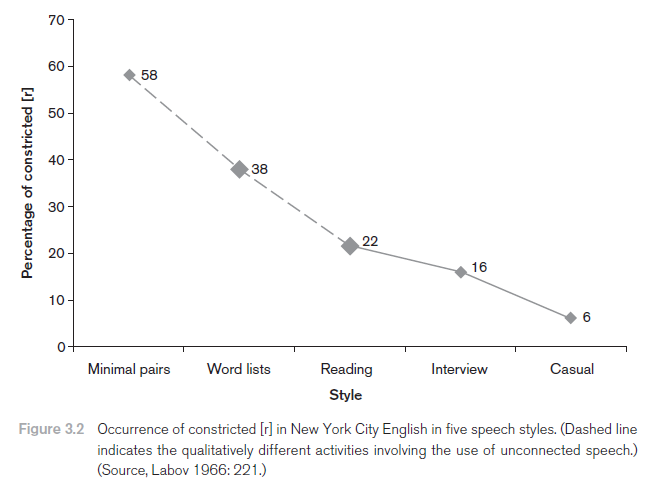 70
60
50
40
30
20
10
0
Percentage of constricted [r]
58
38
22
16
6
Minimal pairs Word lists Reading Interview Casual
Style
Figure 3.2 Occurrence of constricted [r] in New York City English in five speech styles. (Dashed line
indicates the qualitatively different activities involving the use of unconnected speech.)
(Source, Labov 1966: 221.)